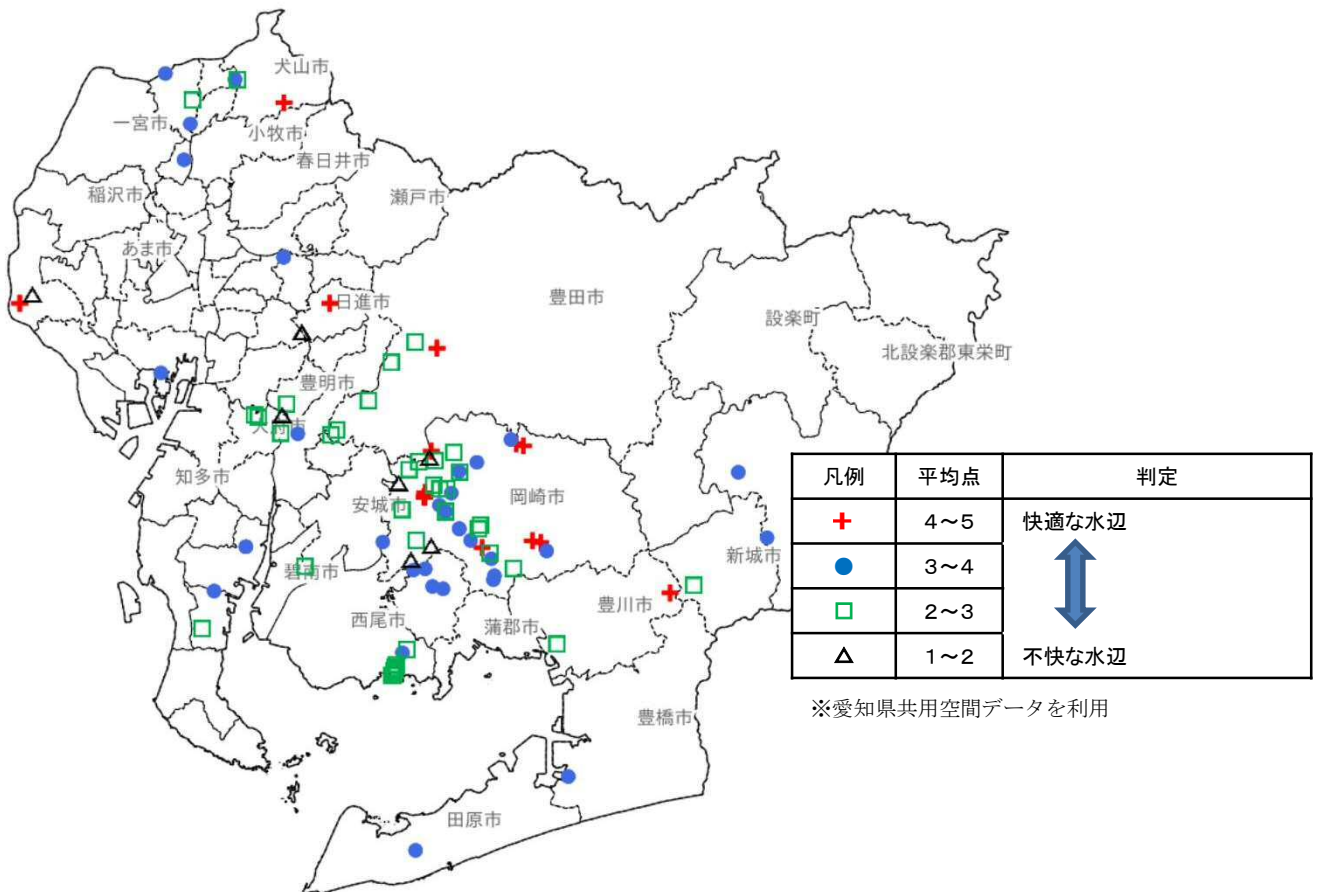 犬山市
一宮市
小牧市
春日井市
稲沢市
瀬戸市
あま市
日進市
豊田市
設楽町
北設楽郡東栄町
豊明市
大府市
知多市
安城市
岡崎市
新城市
碧南市
西尾市
蒲郡市
豊川市
豊橋市
田原市
凡例 平均点 判定
4~5 快適な水辺
3~4
2~3
1~2 不快な水辺
※愛知県共用空間データを利用